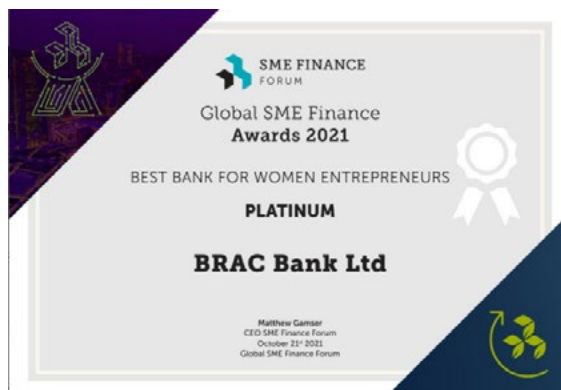 SME FINANCE
FORUM
Global SME Finance
Awards 2021
BEST BANK FOR WOMEN ENTREPRENEURS
PLATINUM
BRAC Bank Ltd
Matthew Gamser
CEO SME Finance Forum
October 21st 2021
Global SME Finance Forum